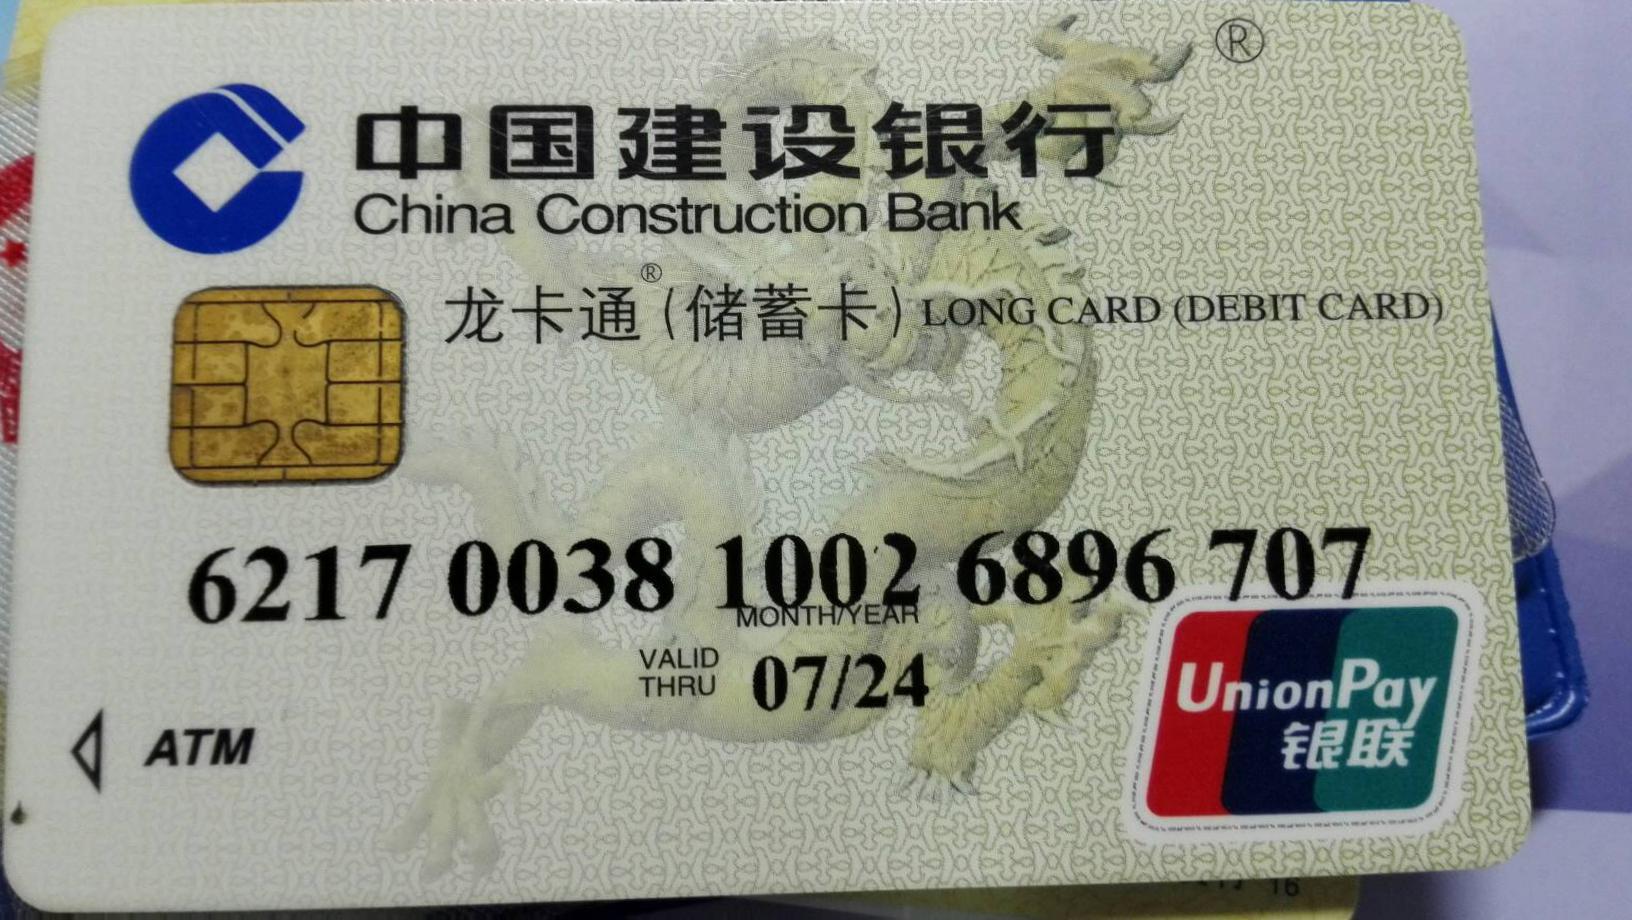 ®
中国建设银行
China Construction Bank
龙卡通®(储蓄卡) LONG CARD (DEBIT CARD)
6217 0038 1002 6896 707
MONTH/YEAR
VALID THRU 07/24
ATM
UnionPay
银联
16